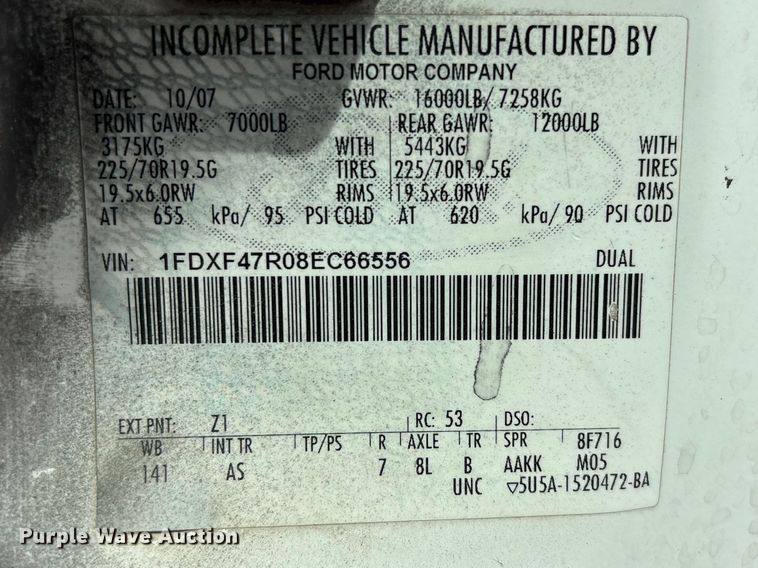 INCOMPLETE VEHICLE MANUFACTURED BY
FORD MOTOR COMPANY
DATE: 10/07 GVWR: 16000LB/ 7258KG
FRONT GAWR: 7000LB REAR GAWR: 12000LB
3175KG WITH 5443KG WITH
225/70R19.5G TIRES 225/70R19.5G TIRES
19.5x6.0RW RIMS 19.5x6.0RW RIMS
AT 655 kPa/ 95 PSI COLD AT 620 kPa/ 90 PSI COLD
VIN: 1FDXF47R08EC66556 DUAL
EXT PNT: Z1 RC: 53 DSO:
WB INT TR TP/PS R AXLE TR SPR 8F716
141 AS 7 8L B AAKK M05
UNC ▽5U5A-1520472-BA
Purple Wave Auction